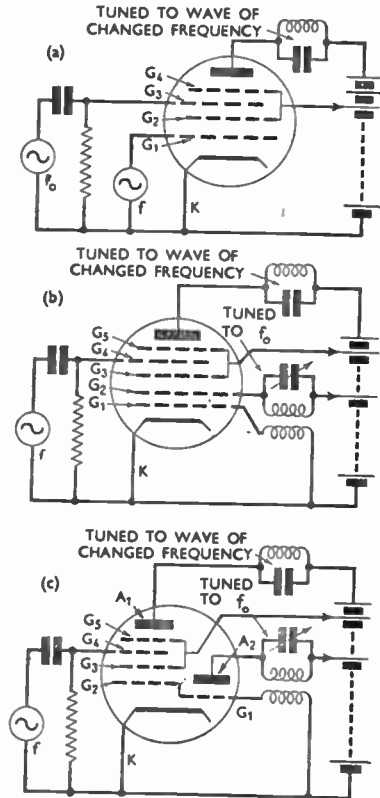 (a)
TUNED TO WAVE OF
CHANGED FREQUENCY
G4
G3
G2
G1
fo
f
K
TUNED TO WAVE OF
CHANGED FREQUENCY
(b)
TUNED
TO fo
G5
G4
G3
G2
G1
f
K
TUNED TO WAVE OF
CHANGED FREQUENCY
(c)
TUNED
TO fo
A1
G5
G4
G3
G2
A2
G1
f
K